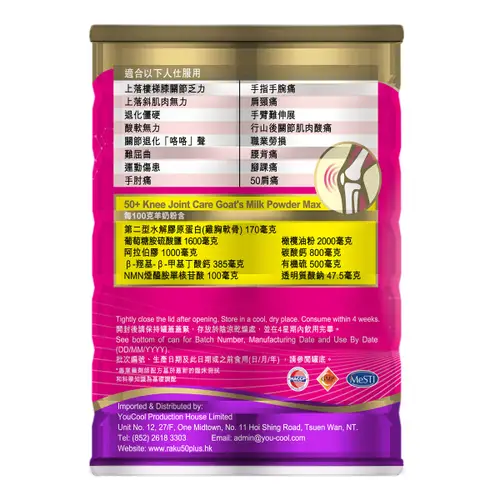 適合以下人仕服用
上落樓梯膝關節乏力
手指手腕痛
上落斜肌肉無力
肩頸痛
退化僵硬
手臂難伸展
酸軟無力
行山後關節肌肉酸痛
關節退化「咯咯」聲
職業勞損
難屈曲
腰背痛
運動傷患
腳踝痛
手肘痛
50肩痛
50+ Knee Joint Care Goat's Milk Powder Max
每100克羊奶粉含
第二型水解膠原蛋白(雞胸軟骨) 170毫克
葡萄糖胺硫酸鹽 1600毫克
橄欖油粉 2000毫克
阿拉伯膠 1000毫克
碳酸鈣 800毫克
β-羥基-β-甲基丁酸鈣 385毫克
有機硫 500毫克
NMN煙醯胺單核苷酸 100毫克
透明質酸鈉 47.5毫克
Tightly close the lid after opening. Store in a cool, dry place. Consume within 4 weeks.
開封後請保持罐蓋蓋緊、存放於陰涼乾燥處，並在4星期內飲用完畢。
See bottom of can for Batch Number, Manufacturing Date and Use By Date
(DD/MM/YYYY).
批次編號、生產日期及此日期或之前食用(日/月/年)，請參閱罐底。
MeSTI
Imported & Distributed by:
YouCool Production House Limited
Unit No. 12, 27/F, One Midtown, No. 11 Hoi Shing Road, Tsuen Wan, NT.
Tel: (852) 2618 3303 Email: admin@you-cool.com
Website: www.raku50plus.hk